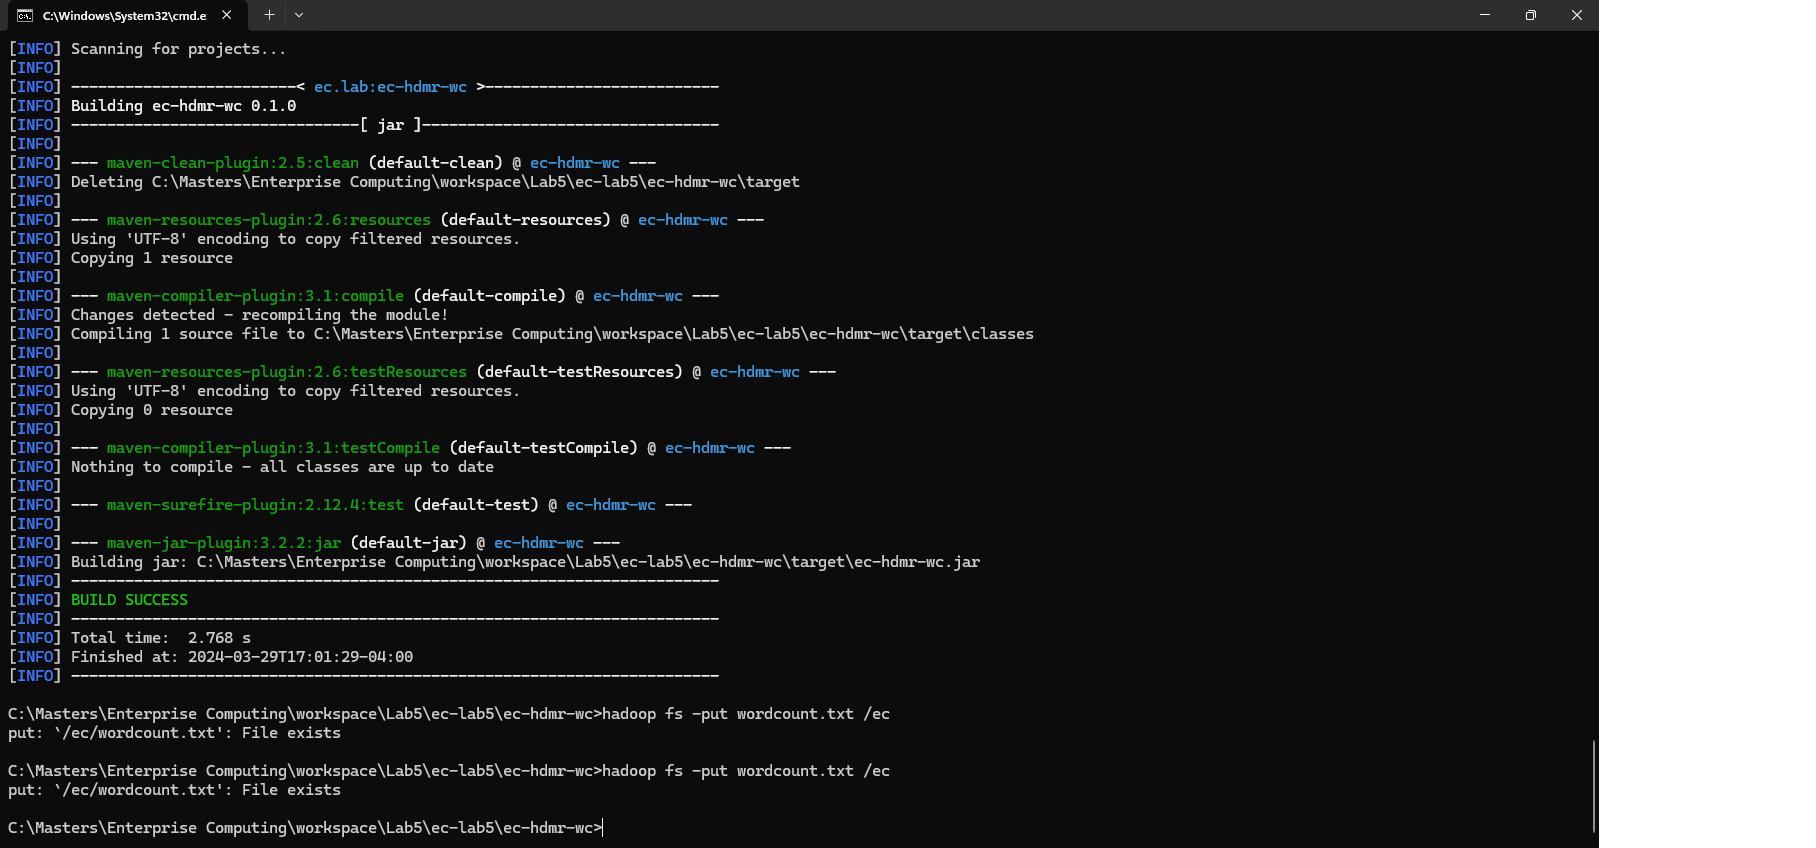 C:\Windows\System32\cmd.e
[INFO] Scanning for projects...
[INFO]
[INFO] -------------------------< ec.lab:ec-hdmr-wc >--------------------------
[INFO] Building ec-hdmr-wc 0.1.0
[INFO] --------------------------------[ jar ]---------------------------------
[INFO]
[INFO] --- maven-clean-plugin:2.5:clean (default-clean) @ ec-hdmr-wc ---
[INFO] Deleting C:\Masters\Enterprise Computing\workspace\Lab5\ec-lab5\ec-hdmr-wc\target
[INFO]
[INFO] --- maven-resources-plugin:2.6:resources (default-resources) @ ec-hdmr-wc ---
[INFO] Using 'UTF-8' encoding to copy filtered resources.
[INFO] Copying 1 resource
[INFO]
[INFO] --- maven-compiler-plugin:3.1:compile (default-compile) @ ec-hdmr-wc ---
[INFO] Changes detected - recompiling the module!
[INFO] Compiling 1 source file to C:\Masters\Enterprise Computing\workspace\Lab5\ec-lab5\ec-hdmr-wc\target\classes
[INFO]
[INFO] --- maven-resources-plugin:2.6:testResources (default-testResources) @ ec-hdmr-wc ---
[INFO] Using 'UTF-8' encoding to copy filtered resources.
[INFO] Copying 0 resource
[INFO]
[INFO] --- maven-compiler-plugin:3.1:testCompile (default-testCompile) @ ec-hdmr-wc ---
[INFO] Nothing to compile - all classes are up to date
[INFO]
[INFO] --- maven-surefire-plugin:2.12.4:test (default-test) @ ec-hdmr-wc ---
[INFO]
[INFO] --- maven-jar-plugin:3.2.2:jar (default-jar) @ ec-hdmr-wc ---
[INFO] Building jar: C:\Masters\Enterprise Computing\workspace\Lab5\ec-lab5\ec-hdmr-wc\target\ec-hdmr-wc.jar
[INFO] ------------------------------------------------------------------------
[INFO] BUILD SUCCESS
[INFO] ------------------------------------------------------------------------
[INFO] Total time:  2.768 s
[INFO] Finished at: 2024-03-29T17:01:29-04:00
[INFO] ------------------------------------------------------------------------
C:\Masters\Enterprise Computing\workspace\Lab5\ec-lab5\ec-hdmr-wc>hadoop fs -put wordcount.txt /ec
put: `/ec/wordcount.txt': File exists
C:\Masters\Enterprise Computing\workspace\Lab5\ec-lab5\ec-hdmr-wc>hadoop fs -put wordcount.txt /ec
put: `/ec/wordcount.txt': File exists
C:\Masters\Enterprise Computing\workspace\Lab5\ec-lab5\ec-hdmr-wc>